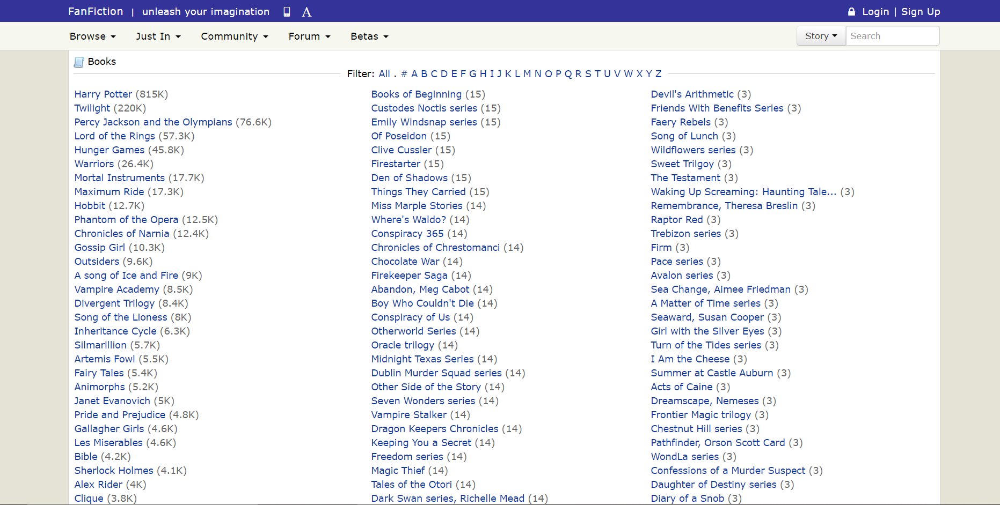 FanFiction | unleash your imagination A Login | Sign Up
Browse Just In Community Forum Betas Story Search
Books
Filter: All . # A B C D E F G H I J K L M N O P Q R S T U V W X Y Z
Harry Potter (815K)
Twilight (220K)
Percy Jackson and the Olympians (76.6K)
Lord of the Rings (57.3K)
Hunger Games (45.8K)
Warriors (26.4K)
Mortal Instruments (17.7K)
Maximum Ride (17.3K)
Hobbit (12.7K)
Phantom of the Opera (12.5K)
Chronicles of Narnia (12.4K)
Gossip Girl (10.3K)
Outsiders (9.6K)
A song of Ice and Fire (9K)
Vampire Academy (8.5K)
Divergent Trilogy (8.4K)
Song of the Lioness (8K)
Inheritance Cycle (6.3K)
Silmarillion (5.7K)
Artemis Fowl (5.5K)
Fairy Tales (5.4K)
Animorphs (5.2K)
Janet Evanovich (5K)
Pride and Prejudice (4.8K)
Gallagher Girls (4.6K)
Les Miserables (4.6K)
Bible (4.2K)
Sherlock Holmes (4.1K)
Alex Rider (4K)
Clique (3.8K)
Books of Beginning (15)
Custodes Noctis series (15)
Emily Windsnap series (15)
Of Poseidon (15)
Clive Cussler (15)
Firestarter (15)
Den of Shadows (15)
Things They Carried (15)
Miss Marple Stories (14)
Where's Waldo? (14)
Conspiracy 365 (14)
Chronicles of Chrestomanci (14)
Chocolate War (14)
Firekeeper Saga (14)
Abandon, Meg Cabot (14)
Boy Who Couldn't Die (14)
Conspiracy of Us (14)
Otherworld Series (14)
Oracle trilogy (14)
Midnight Texas Series (14)
Dublin Murder Squad series (14)
Other Side of the Story (14)
Seven Wonders series (14)
Vampire Stalker (14)
Dragon Keepers Chronicles (14)
Keeping You a Secret (14)
Freedom series (14)
Magic Thief (14)
Tales of the Otori (14)
Dark Swan series, Richelle Mead (14)
Devil's Arithmetic (3)
Friends With Benefits Series (3)
Faery Rebels (3)
Song of Lunch (3)
Wildflowers series (3)
Sweet Trilgoy (3)
The Testament (3)
Waking Up Screaming: Haunting Tale... (3)
Remembrance, Theresa Breslin (3)
Raptor Red (3)
Trebizon series (3)
Firm (3)
Pace series (3)
Avalon series (3)
Sea Change, Aimee Friedman (3)
A Matter of Time series (3)
Seaward, Susan Cooper (3)
Girl with the Silver Eyes (3)
Turn of the Tides series (3)
I Am the Cheese (3)
Summer at Castle Auburn (3)
Acts of Caine (3)
Dreamscape, Nemeses (3)
Frontier Magic trilogy (3)
Chestnut Hill series (3)
Pathfinder, Orson Scott Card (3)
WondLa series (3)
Confessions of a Murder Suspect (3)
Daughter of Destiny series (3)
Diary of a Snob (3)